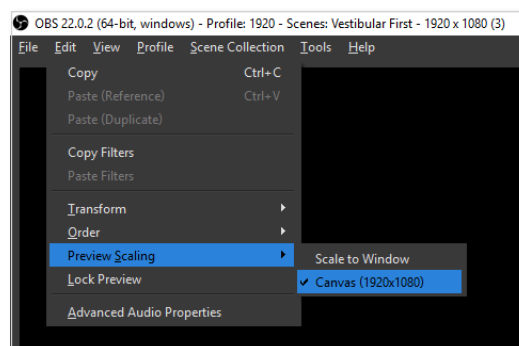 OBS 22.0.2 (64-bit, windows) - Profile: 1920 - Scenes: Vestibular First - 1920 x 1080 (3)
File Edit View Profile Scene Collection Tools Help
Copy Ctrl+C
Paste (Reference) Ctrl+V
Paste (Duplicate)
Copy Filters
Paste Filters
Transform
Order
Preview Scaling
Scale to Window
Lock Preview
✓ Canvas (1920x1080)
Advanced Audio Properties